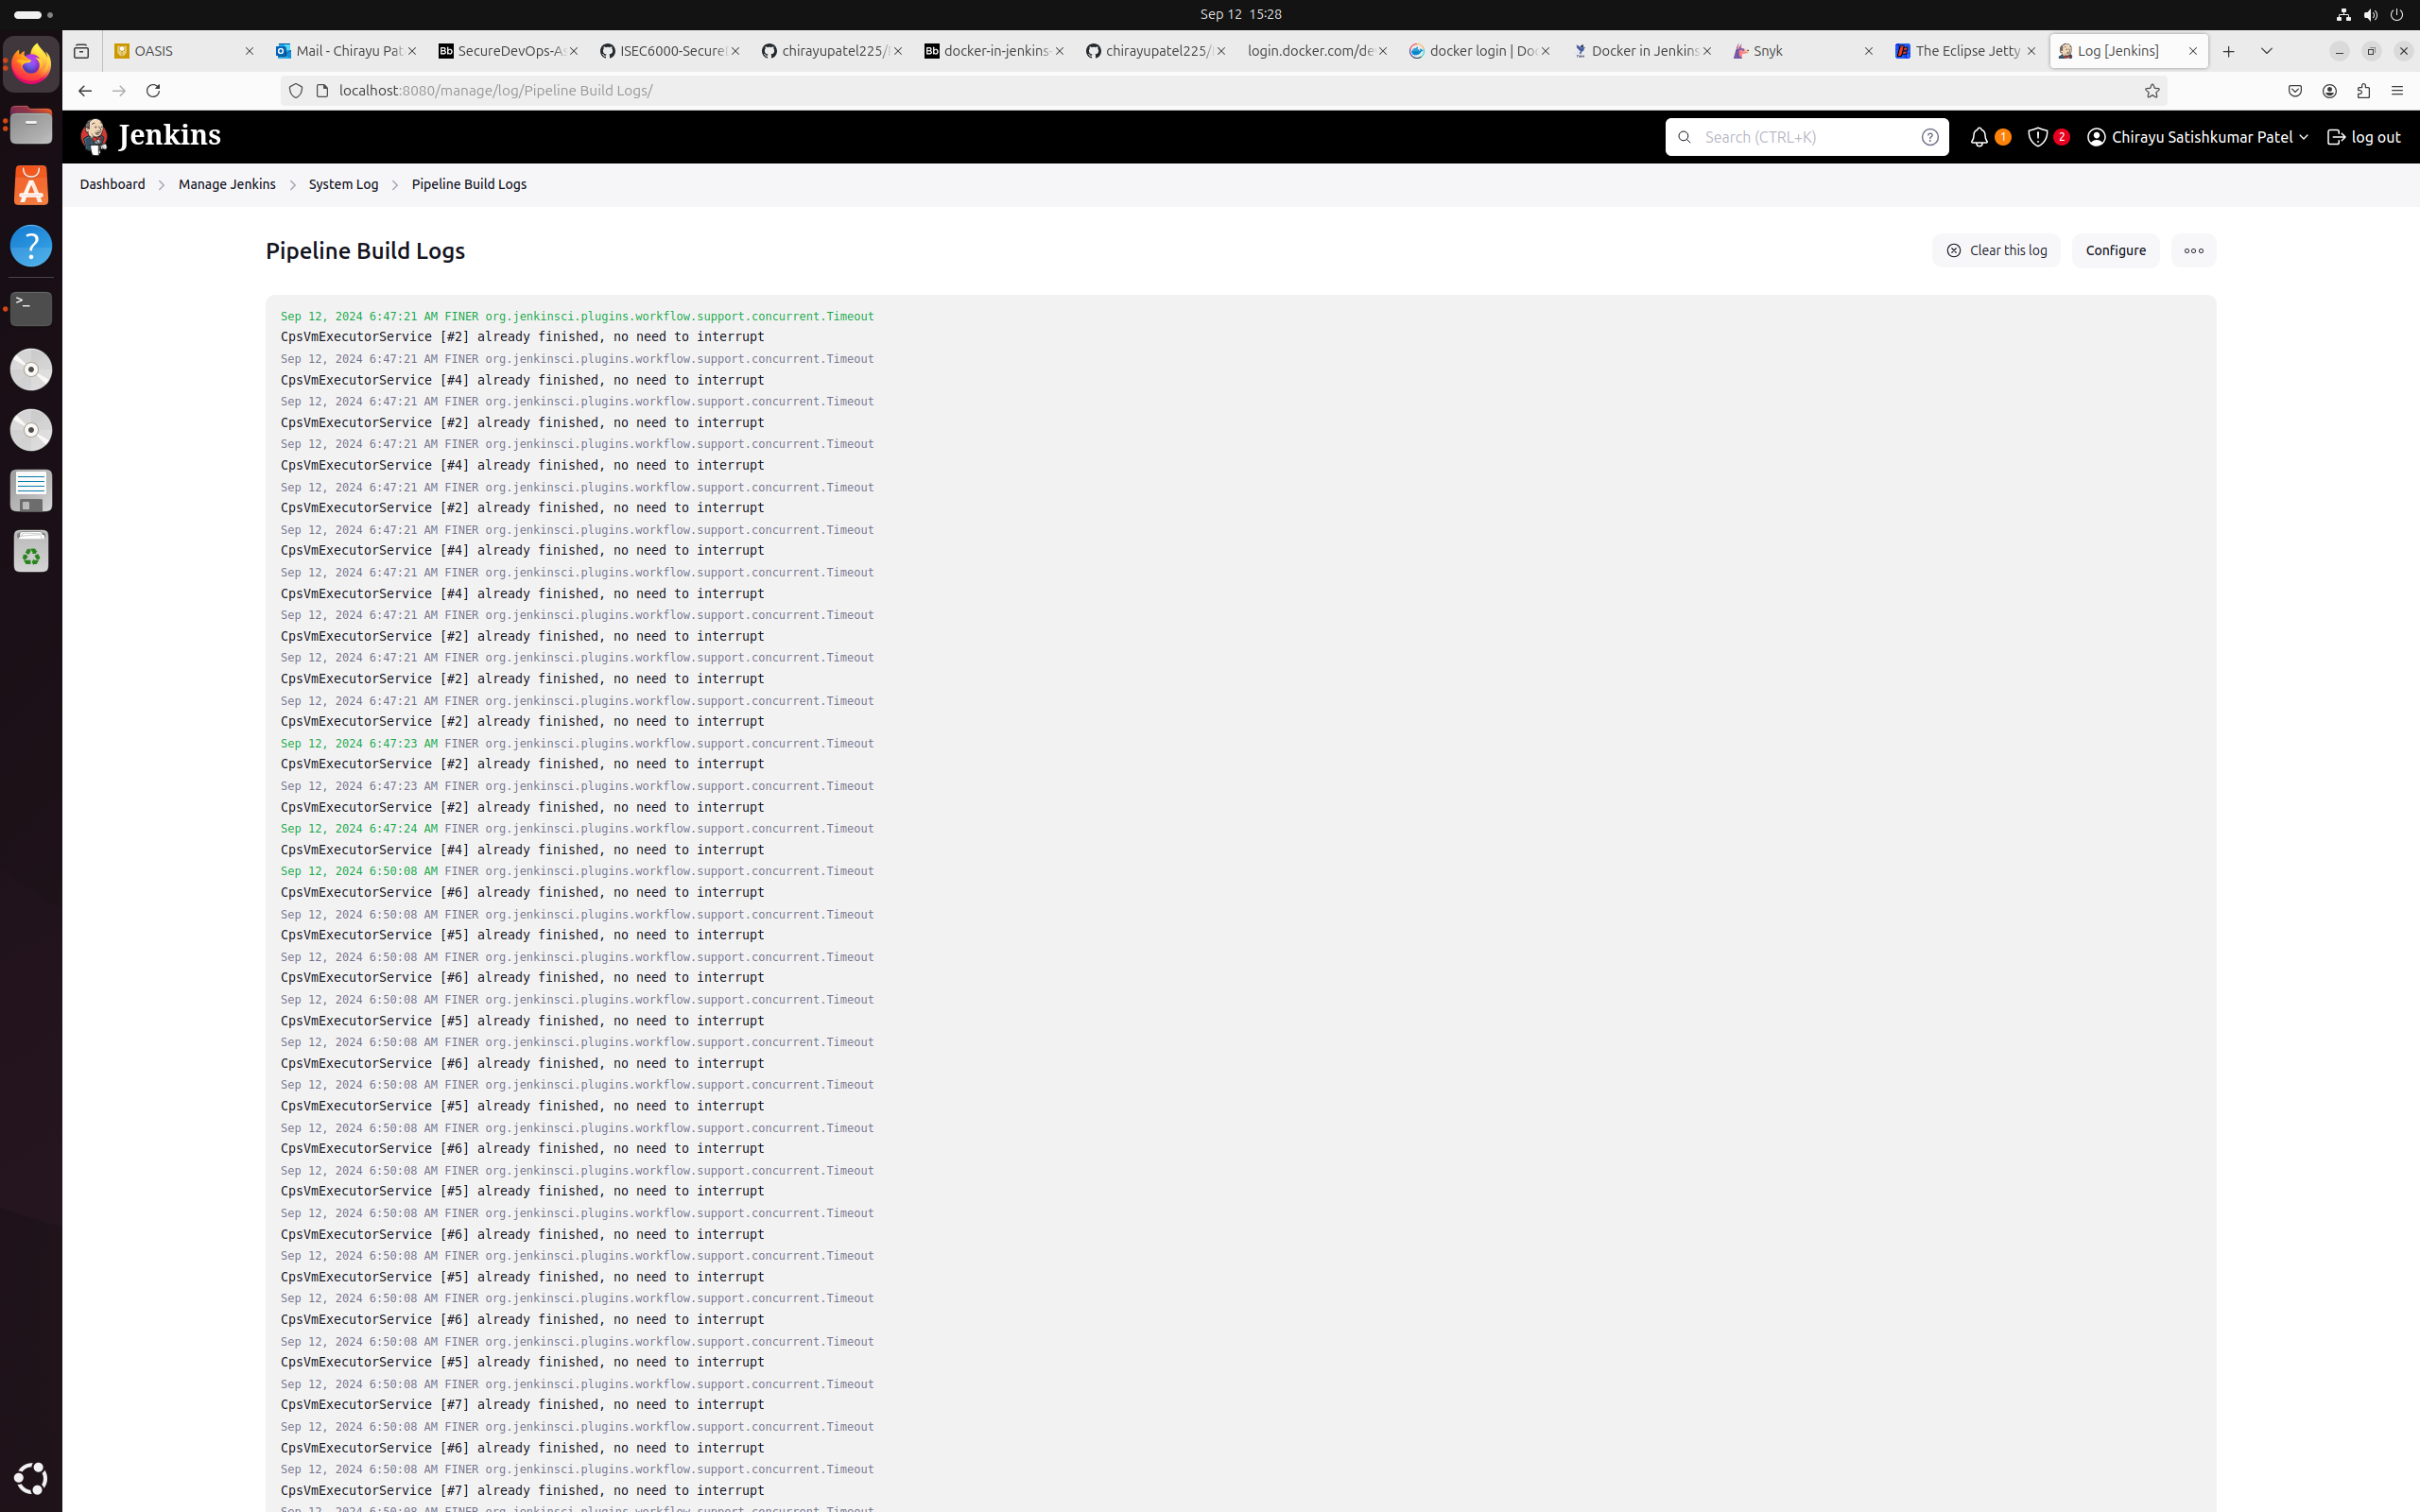 Sep 12 15:28
OASIS
Mail - Chirayu Pat
Bb SecureDevOps-As
ISEC6000-Secure
chirayupatel225/
Bb docker-in-jenkins-
chirayupatel225/
login.docker.com/de
docker login | Do
Docker in Jenkins
Snyk
The Eclipse Jetty
Log [Jenkins]
localhost:8080/manage/log/Pipeline Build Logs/
Jenkins
Search (CTRL+K)
1
2
Chirayu Satishkumar Patel
log out
Dashboard
Manage Jenkins
System Log
Pipeline Build Logs
Pipeline Build Logs
Clear this log
Configure
Sep 12, 2024 6:47:21 AM FINER org.jenkinsci.plugins.workflow.support.concurrent.Timeout
CpsVmExecutorService [#2] already finished, no need to interrupt
Sep 12, 2024 6:47:21 AM FINER org.jenkinsci.plugins.workflow.support.concurrent.Timeout
CpsVmExecutorService [#4] already finished, no need to interrupt
Sep 12, 2024 6:47:21 AM FINER org.jenkinsci.plugins.workflow.support.concurrent.Timeout
CpsVmExecutorService [#2] already finished, no need to interrupt
Sep 12, 2024 6:47:21 AM FINER org.jenkinsci.plugins.workflow.support.concurrent.Timeout
CpsVmExecutorService [#4] already finished, no need to interrupt
Sep 12, 2024 6:47:21 AM FINER org.jenkinsci.plugins.workflow.support.concurrent.Timeout
CpsVmExecutorService [#2] already finished, no need to interrupt
Sep 12, 2024 6:47:21 AM FINER org.jenkinsci.plugins.workflow.support.concurrent.Timeout
CpsVmExecutorService [#4] already finished, no need to interrupt
Sep 12, 2024 6:47:21 AM FINER org.jenkinsci.plugins.workflow.support.concurrent.Timeout
CpsVmExecutorService [#4] already finished, no need to interrupt
Sep 12, 2024 6:47:21 AM FINER org.jenkinsci.plugins.workflow.support.concurrent.Timeout
CpsVmExecutorService [#2] already finished, no need to interrupt
Sep 12, 2024 6:47:21 AM FINER org.jenkinsci.plugins.workflow.support.concurrent.Timeout
CpsVmExecutorService [#2] already finished, no need to interrupt
Sep 12, 2024 6:47:21 AM FINER org.jenkinsci.plugins.workflow.support.concurrent.Timeout
CpsVmExecutorService [#2] already finished, no need to interrupt
Sep 12, 2024 6:47:23 AM FINER org.jenkinsci.plugins.workflow.support.concurrent.Timeout
CpsVmExecutorService [#2] already finished, no need to interrupt
Sep 12, 2024 6:47:23 AM FINER org.jenkinsci.plugins.workflow.support.concurrent.Timeout
CpsVmExecutorService [#2] already finished, no need to interrupt
Sep 12, 2024 6:47:24 AM FINER org.jenkinsci.plugins.workflow.support.concurrent.Timeout
CpsVmExecutorService [#4] already finished, no need to interrupt
Sep 12, 2024 6:50:08 AM FINER org.jenkinsci.plugins.workflow.support.concurrent.Timeout
CpsVmExecutorService [#6] already finished, no need to interrupt
Sep 12, 2024 6:50:08 AM FINER org.jenkinsci.plugins.workflow.support.concurrent.Timeout
CpsVmExecutorService [#5] already finished, no need to interrupt
Sep 12, 2024 6:50:08 AM FINER org.jenkinsci.plugins.workflow.support.concurrent.Timeout
CpsVmExecutorService [#6] already finished, no need to interrupt
Sep 12, 2024 6:50:08 AM FINER org.jenkinsci.plugins.workflow.support.concurrent.Timeout
CpsVmExecutorService [#5] already finished, no need to interrupt
Sep 12, 2024 6:50:08 AM FINER org.jenkinsci.plugins.workflow.support.concurrent.Timeout
CpsVmExecutorService [#6] already finished, no need to interrupt
Sep 12, 2024 6:50:08 AM FINER org.jenkinsci.plugins.workflow.support.concurrent.Timeout
CpsVmExecutorService [#5] already finished, no need to interrupt
Sep 12, 2024 6:50:08 AM FINER org.jenkinsci.plugins.workflow.support.concurrent.Timeout
CpsVmExecutorService [#6] already finished, no need to interrupt
Sep 12, 2024 6:50:08 AM FINER org.jenkinsci.plugins.workflow.support.concurrent.Timeout
CpsVmExecutorService [#5] already finished, no need to interrupt
Sep 12, 2024 6:50:08 AM FINER org.jenkinsci.plugins.workflow.support.concurrent.Timeout
CpsVmExecutorService [#6] already finished, no need to interrupt
Sep 12, 2024 6:50:08 AM FINER org.jenkinsci.plugins.workflow.support.concurrent.Timeout
CpsVmExecutorService [#5] already finished, no need to interrupt
Sep 12, 2024 6:50:08 AM FINER org.jenkinsci.plugins.workflow.support.concurrent.Timeout
CpsVmExecutorService [#6] already finished, no need to interrupt
Sep 12, 2024 6:50:08 AM FINER org.jenkinsci.plugins.workflow.support.concurrent.Timeout
CpsVmExecutorService [#5] already finished, no need to interrupt
Sep 12, 2024 6:50:08 AM FINER org.jenkinsci.plugins.workflow.support.concurrent.Timeout
CpsVmExecutorService [#7] already finished, no need to interrupt
Sep 12, 2024 6:50:08 AM FINER org.jenkinsci.plugins.workflow.support.concurrent.Timeout
CpsVmExecutorService [#6] already finished, no need to interrupt
Sep 12, 2024 6:50:08 AM FINER org.jenkinsci.plugins.workflow.support.concurrent.Timeout
CpsVmExecutorService [#7] already finished, no need to interrupt
Sep 12, 2024 6:50:08 AM FINER org.jenkinsci.plugins.workflow.support.concurrent.Timeout